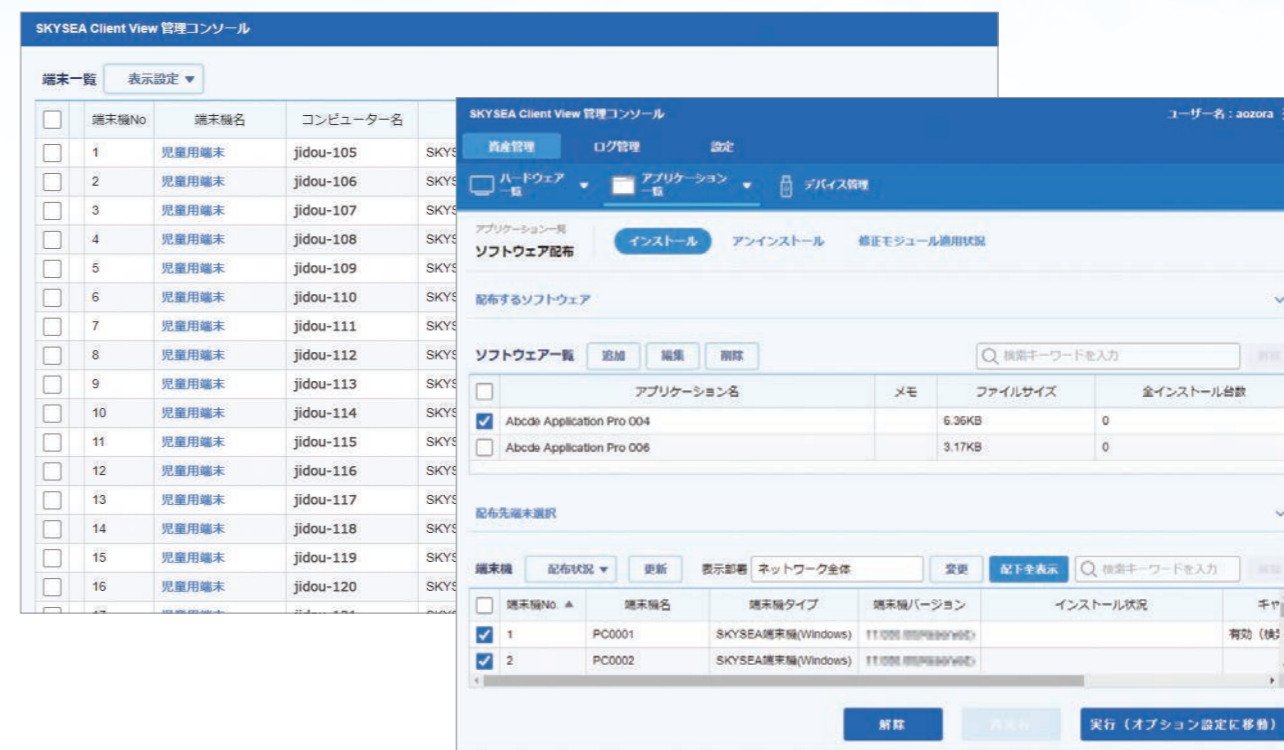 SKYSEA Client View 管理コンソール
端末一覧 表示設定 ▼
端末機No 端末機名 コンピューター名
1 児童用端末 jidou-105 SKYS
2 児童用端末 jidou-106 SKYS
3 児童用端末 jidou-107 SKYS
4 児童用端末 jidou-108 SKYS
5 児童用端末 jidou-109 SKYS
6 児童用端末 jidou-110 SKYS
7 児童用端末 jidou-111 SKYS
8 児童用端末 jidou-112 SKYS
9 児童用端末 jidou-113 SKYS
10 児童用端末 jidou-114 SKYS
11 児童用端末 jidou-115 SKYS
12 児童用端末 jidou-116 SKYS
13 児童用端末 jidou-117 SKYS
14 児童用端末 jidou-118 SKYS
15 児童用端末 jidou-119 SKYS
16 児童用端末 jidou-120 SKYS
SKYSEA Client View 管理コンソール ユーザー名：aozora
資産管理 ログ管理 設定
ハードウェア一覧 ▼ アプリケーション一覧 ▼ デバイス管理
アプリケーション一覧
ソフトウェア配布 インストール アンインストール 修正モジュール適用状況
配布するソフトウェア
ソフトウェア一覧 追加 編集 削除 検索キーワードを入力
アプリケーション名 メモ ファイルサイズ 全インストール台数
Abcde Application Pro 004 6.36KB 0
Abcde Application Pro 006 3.17KB 0
配布先端末選択
端末機 配布状況 ▼ 更新 表示部署 ネットワーク全体 変更 配下全表示 検索キーワードを入力
端末機No. ▲ 端末機名 端末機タイプ 端末機バージョン インストール状況 キャ
1 PC0001 SKYSEA端末機(Windows) 有効（検
2 PC0002 SKYSEA端末機(Windows)
解除 実行（オプション設定に移動）